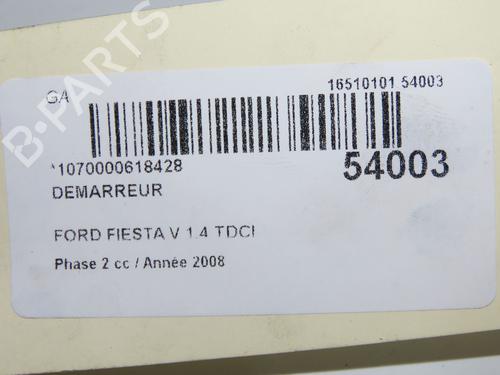 B-PARTS
GA
16510101 54003
*1070000618428
54003
DEMARREUR
FORD FIESTA V 1.4 TDCI
Phase 2 cc / Année 2008